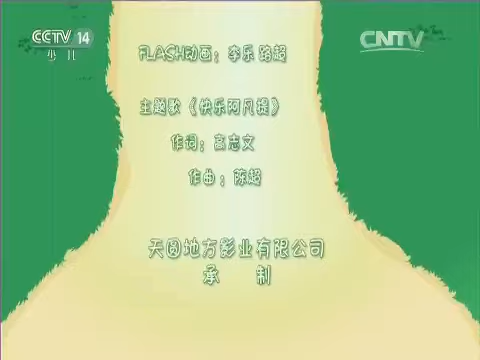 CCTV 14
少儿
CNTV
FLASH动画：李乐 路超
主题歌《快乐阿凡提》
作词：高志文
作曲：陈超
天圆地方影业有限公司
承 制